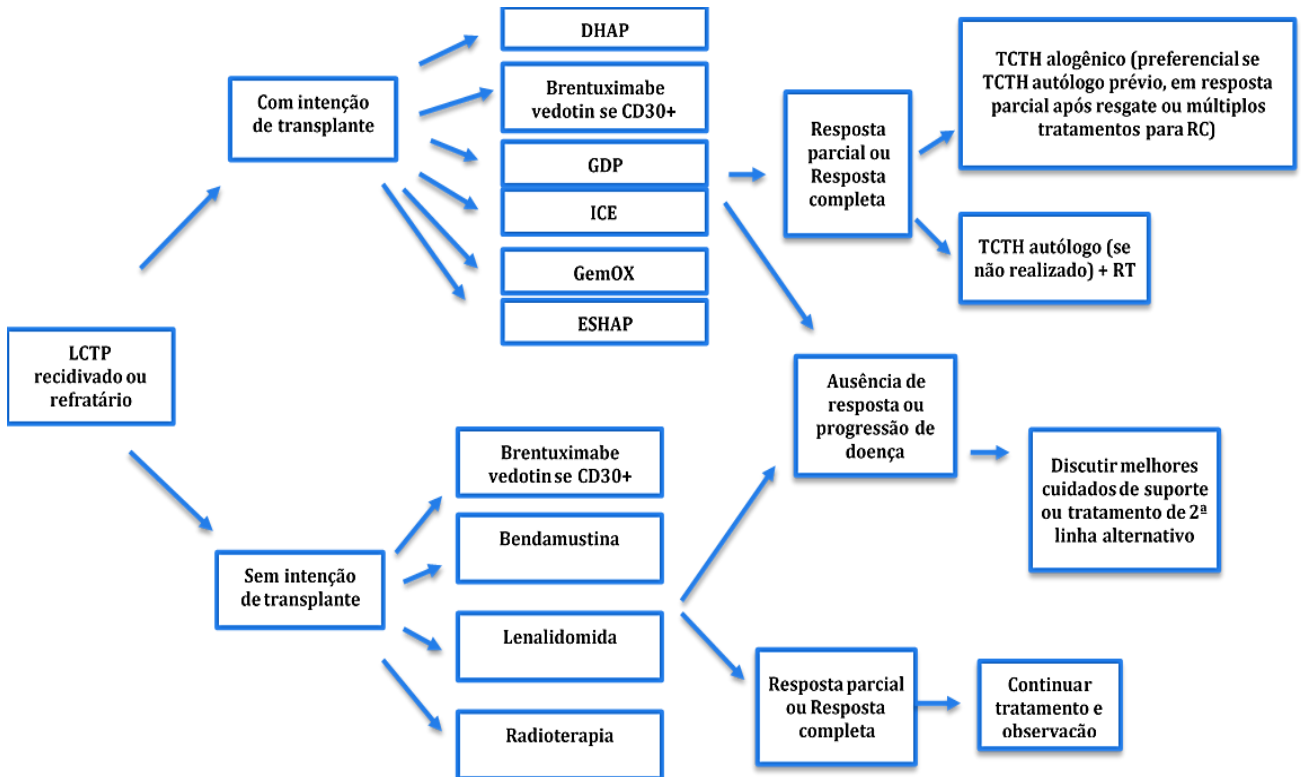 LCTP
recidivado ou
refratário
Com intenção
de transplante
DHAP
Brentuximabe
vedotin se CD30+
GDP
ICE
GemOX
ESHAP
Resposta
parcial ou
Resposta
completa
TCTH alogênico (preferencial se
TCTH autólogo prévio, em resposta
parcial após resgate ou múltiplos
tratamentos para RC)
TCTH autólogo (se
não realizado) + RT
Ausência de
resposta ou
progressão de
doença
Discutir melhores
cuidados de suporte
ou tratamento de 2ª
linha alternativo
Sem intenção
de transplante
Brentuximabe
vedotin se CD30+
Bendamustina
Lenalidomida
Radioterapia
Resposta parcial
ou Resposta
completa
Continuar
tratamento e
observação